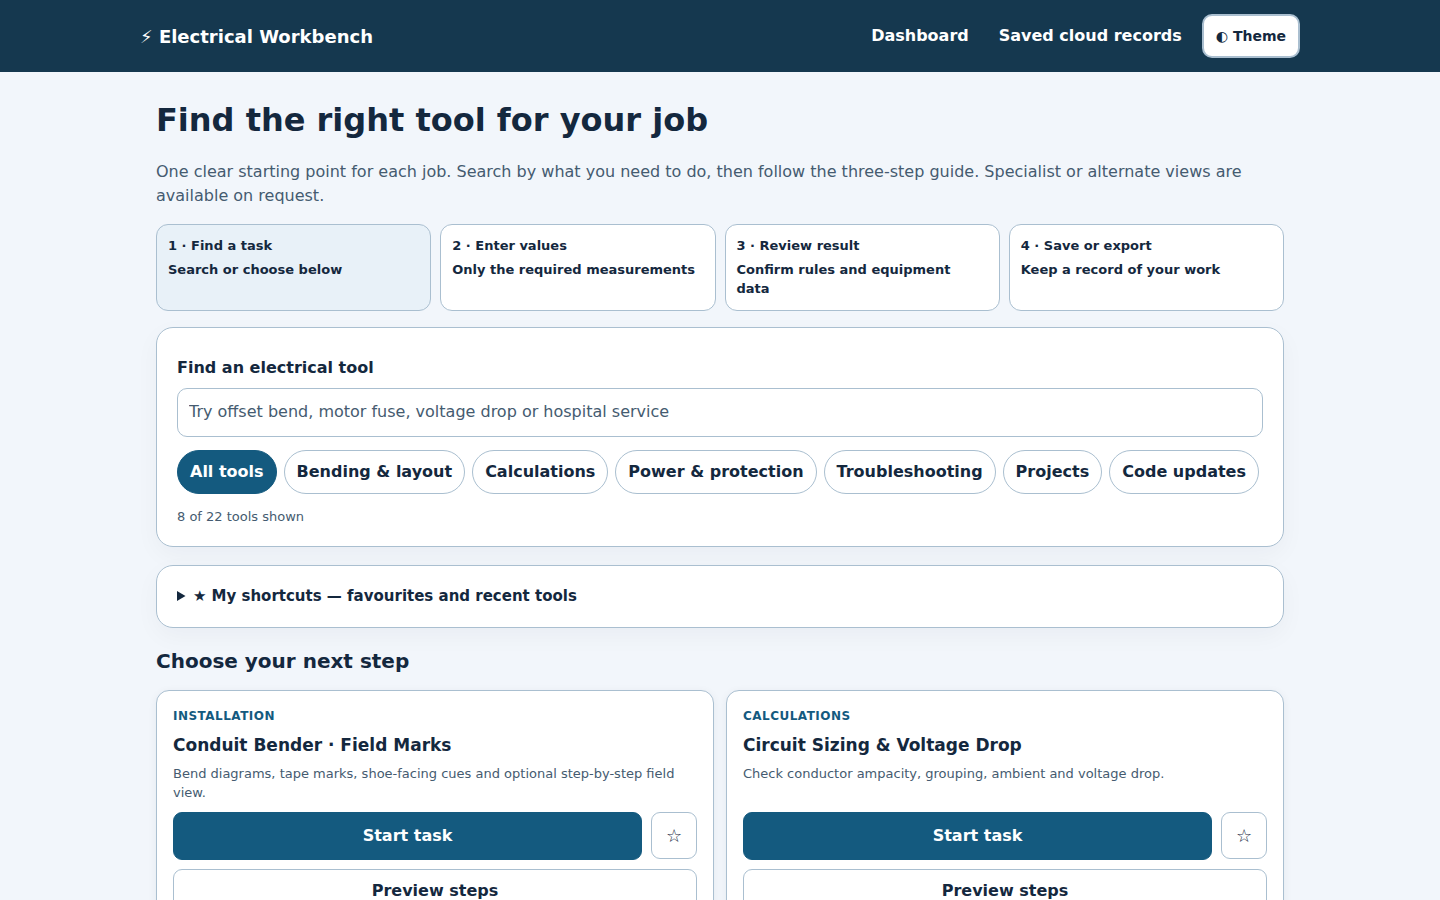 ⚡ Electrical Workbench
Dashboard
Saved cloud records
◐ Theme
Find the right tool for your job
One clear starting point for each job. Search by what you need to do, then follow the three-step guide. Specialist or alternate views are
available on request.
1 · Find a task
Search or choose below
2 · Enter values
Only the required measurements
3 · Review result
Confirm rules and equipment
data
4 · Save or export
Keep a record of your work
Find an electrical tool
Try offset bend, motor fuse, voltage drop or hospital service
All tools
Bending & layout
Calculations
Power & protection
Troubleshooting
Projects
Code updates
8 of 22 tools shown
▶ ★ My shortcuts — favourites and recent tools
Choose your next step
INSTALLATION
Conduit Bender · Field Marks
Bend diagrams, tape marks, shoe-facing cues and optional step-by-step field
view.
Start task
☆
Preview steps
CALCULATIONS
Circuit Sizing & Voltage Drop
Check conductor ampacity, grouping, ambient and voltage drop.
Start task
☆
Preview steps